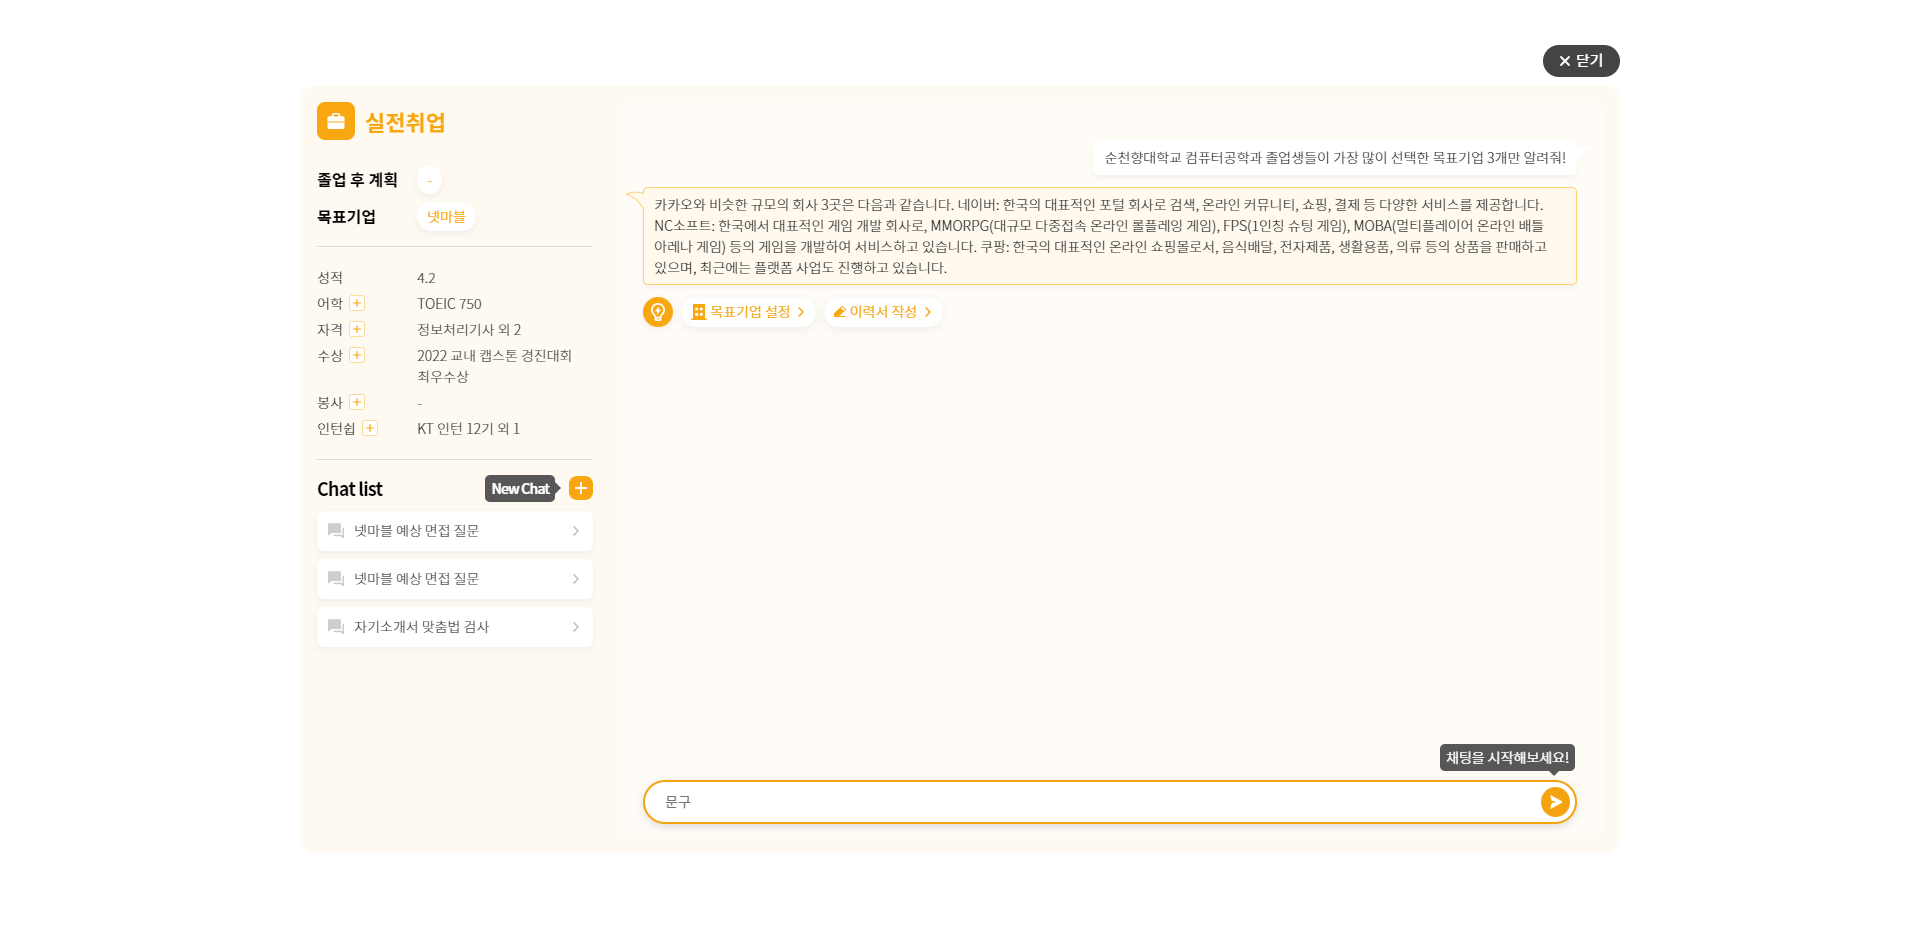 닫기
실전취업
졸업 후 계획 -
목표기업 넷마블
성적 4.2
어학 TOEIC 750
자격 정보처리기사 외 2
수상 2022 교내 캡스톤 경진대회
최우수상
봉사 -
인턴쉽 KT 인턴 12기 외 1
Chat list New Chat
넷마블 예상 면접 질문
넷마블 예상 면접 질문
자기소개서 맞춤법 검사
순천향대학교 컴퓨터공학과 졸업생들이 가장 많이 선택한 목표기업 3개만 알려줘!
카카오와 비슷한 규모의 회사 3곳은 다음과 같습니다. 네이버: 한국의 대표적인 포털 회사로 검색, 온라인 커뮤니티, 쇼핑, 결제 등 다양한 서비스를 제공합니다.
NC소프트: 한국에서 대표적인 게임 개발 회사로, MMORPG(대규모 다중접속 온라인 롤플레잉 게임), FPS(1인칭 슈팅 게임), MOBA(멀티플레이어 온라인 배틀
아레나 게임) 등의 게임을 개발하여 서비스하고 있습니다. 쿠팡: 한국의 대표적인 온라인 쇼핑몰로서, 음식배달, 전자제품, 생활용품, 의류 등의 상품을 판매하고
있으며, 최근에는 플랫폼 사업도 진행하고 있습니다.
목표기업 설정 이력서 작성
채팅을 시작해보세요!
문구